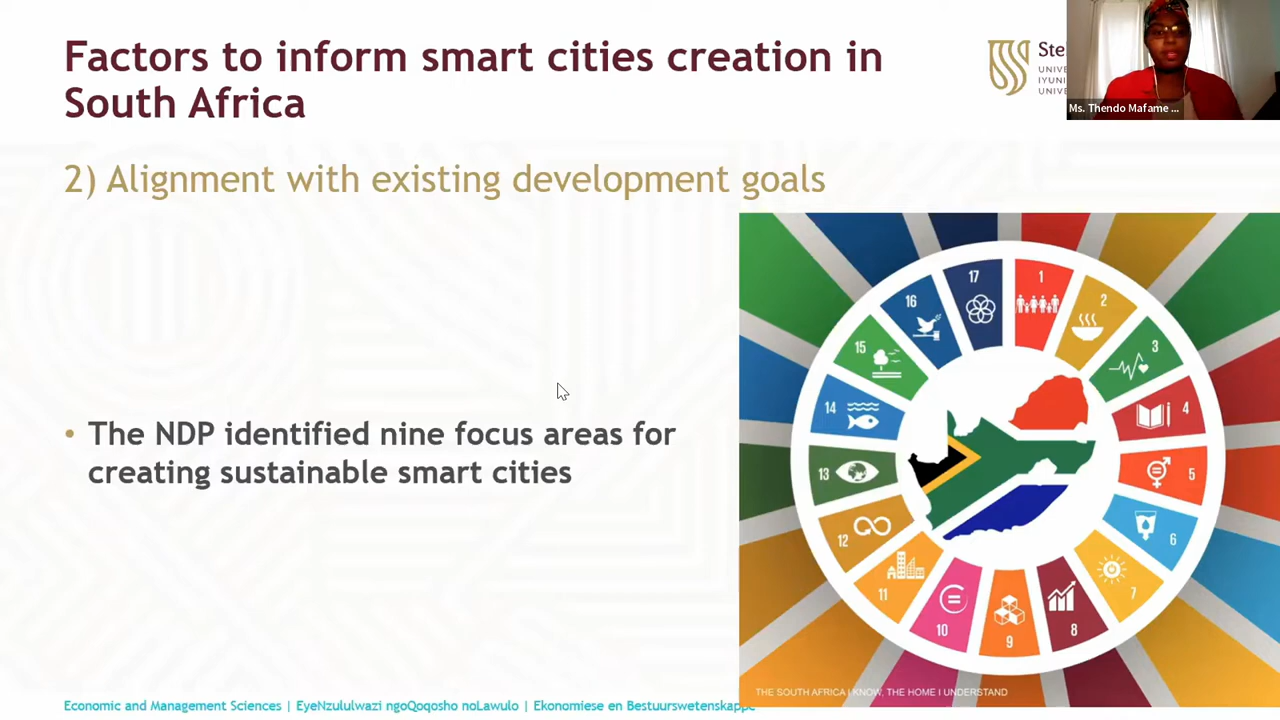 Factors to inform smart cities creation in
South Africa
Ms. Thendo Mafame ...
2) Alignment with existing development goals
• The NDP identified nine focus areas for
creating sustainable smart cities
17
1
16
2
15
3
14
4
13
5
12
6
11
7
10
9
8
THE SOUTH AFRICA I KNOW, THE HOME I UNDERSTAND
Economic and Management Sciences | EyeNzululwazi ngoQoqosho noLawulo | Ekonomiese en Bestuurswetenskappe